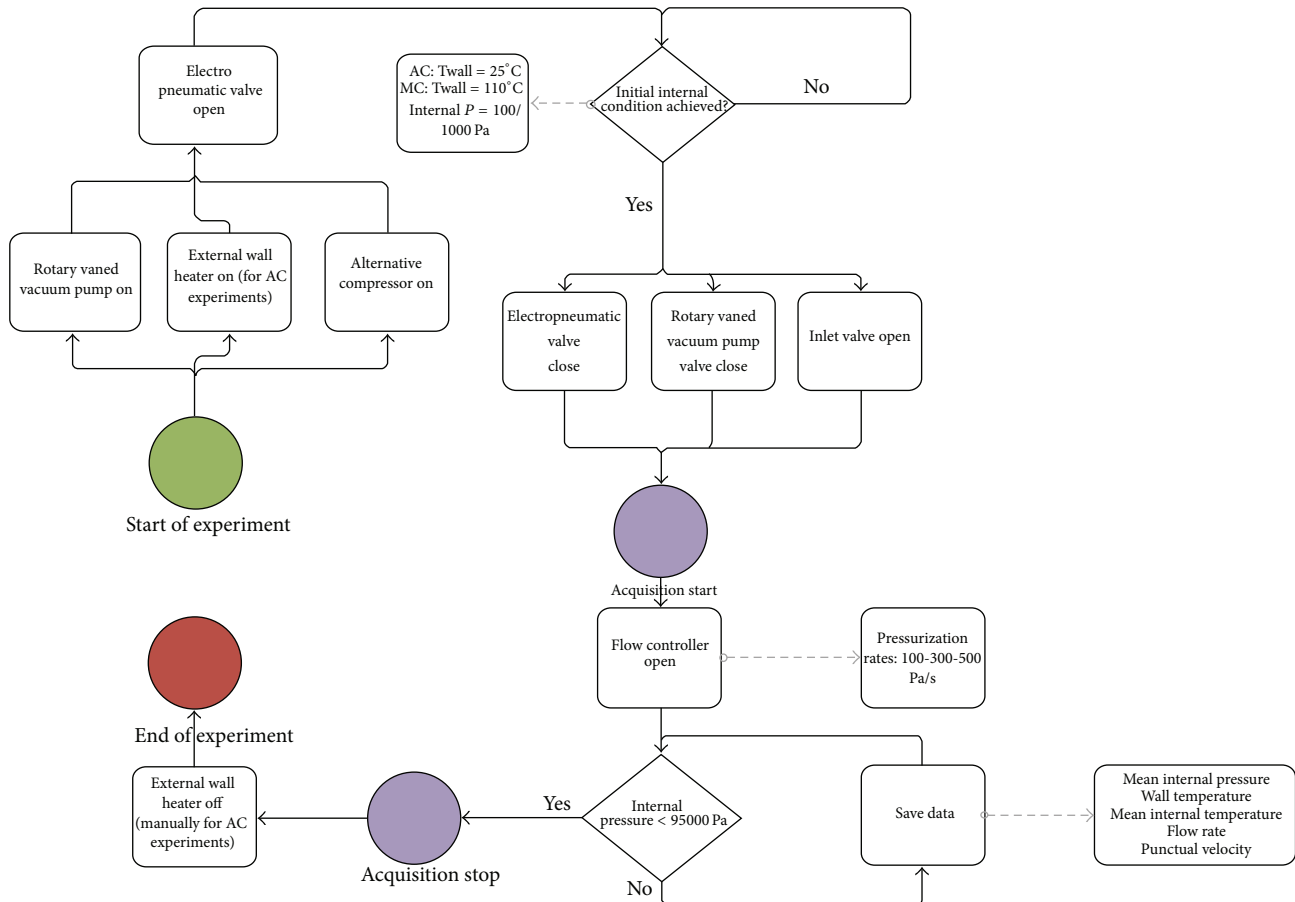 Electro
pneumatic valve
open
AC: Twall = 25°C
MC: Twall = 110°C
Internal P = 100/
1000 Pa
Initial internal
condition achieved?
No
Yes
Rotary vaned
vacuum pump on
External wall
heater on (for AC
experiments)
Alternative
compressor on
Electropneumatic
valve
close
Rotary vaned
vacuum pump
valve close
Inlet valve open
Start of experiment
Acquisition start
Flow controller
open
Pressurization
rates: 100-300-500
Pa/s
End of experiment
External wall
heater off
(manually for AC
experiments)
Acquisition stop
Yes
Internal
pressure < 95000 Pa
No
Save data
Mean internal pressure
Wall temperature
Mean internal temperature
Flow rate
Punctual velocity